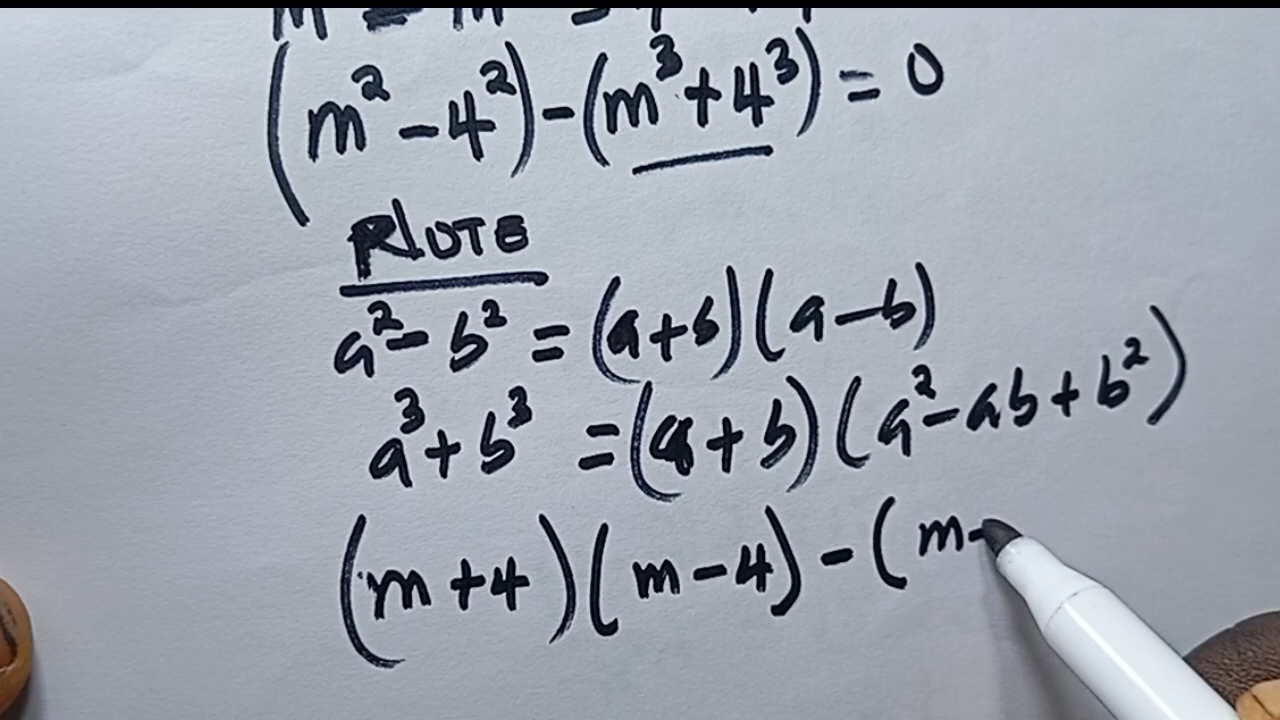 (m² - 4²) - (m³ + 4³) = 0
NOTE
a² - b² = (a+b)(a-b)
a³ + b³ = (a+b)(a² - ab + b²)
(m+4)(m-4) - (m